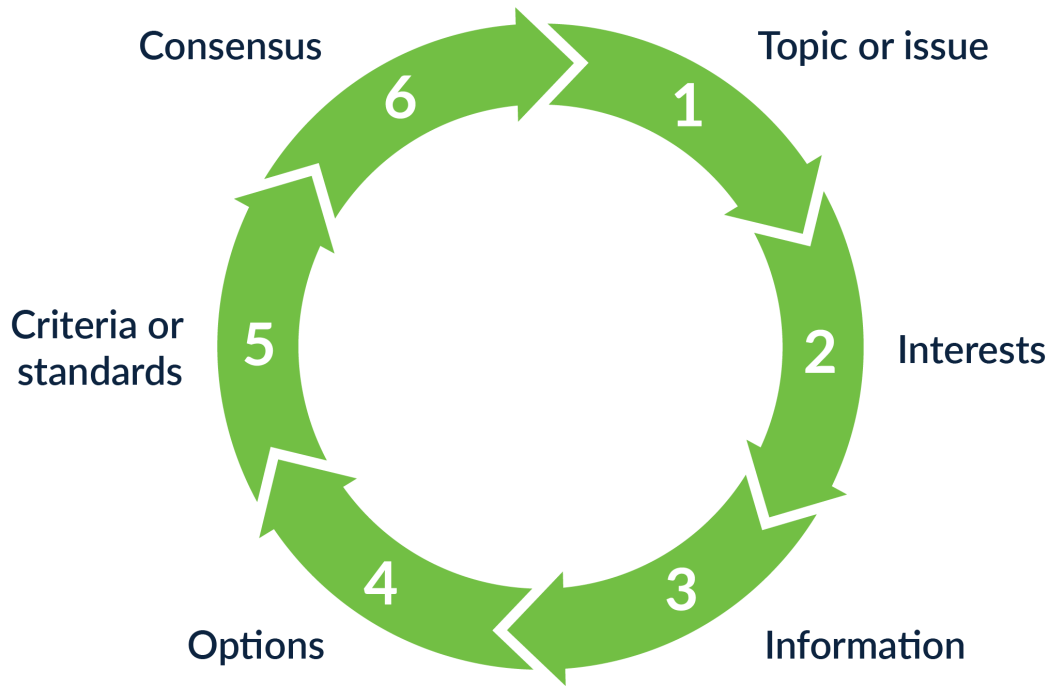 Consensus
6
1
Topic or issue
Criteria or
standards
5
2
Interests
4
3
Options
Information